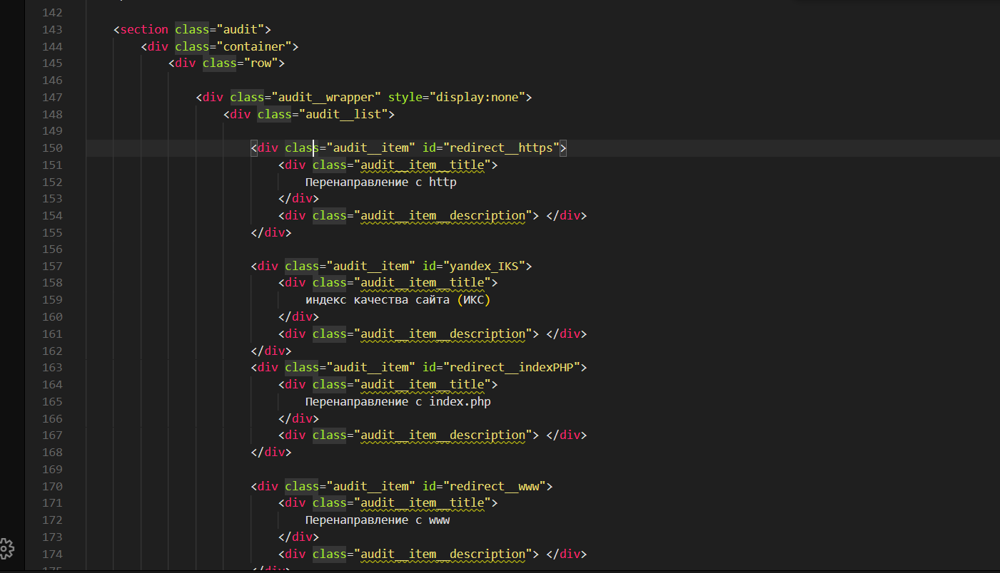 142
143 <section class="audit">
144 <div class="container">
145 <div class="row">
146
147 <div class="audit__wrapper" style="display:none">
148 <div class="audit__list">
149
150 <div class="audit__item" id="redirect__https">
151 <div class="audit__item__title">
152 Перенаправление с http
153 </div>
154 <div class="audit__item__description"> </div>
155 </div>
156
157 <div class="audit__item" id="yandex_IKS">
158 <div class="audit__item__title">
159 индекс качества сайта (ИКС)
160 </div>
161 <div class="audit__item__description"> </div>
162 </div>
163 <div class="audit__item" id="redirect__indexPHP">
164 <div class="audit__item__title">
165 Перенаправление с index.php
166 </div>
167 <div class="audit__item__description"> </div>
168 </div>
169
170 <div class="audit__item" id="redirect__www">
171 <div class="audit__item__title">
172 Перенаправление с www
173 </div>
174 <div class="audit__item__description"> </div>
175 </div>